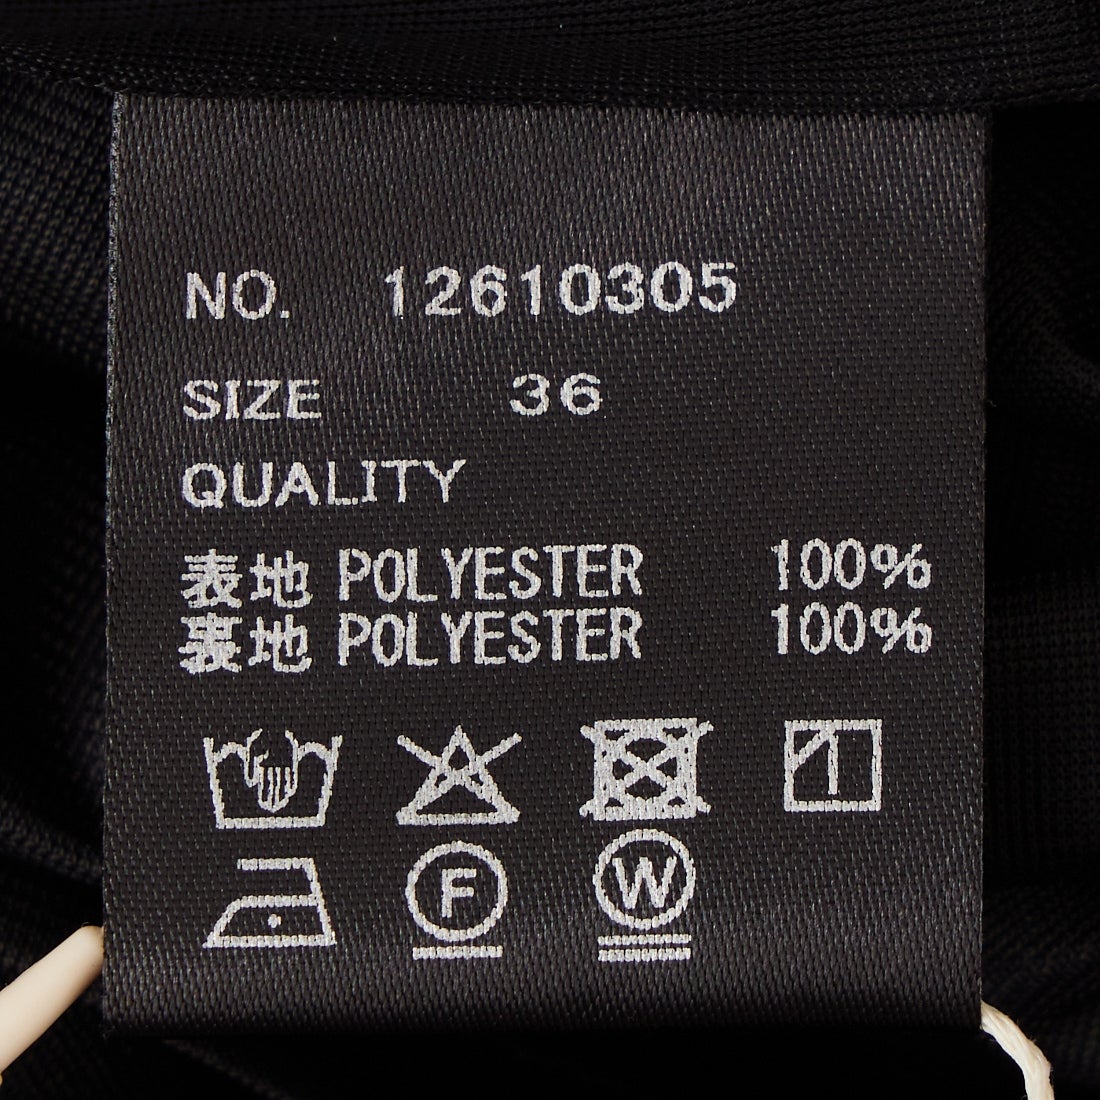 NO. 12610305
SIZE 36
QUALITY
表地 POLYESTER 100%
裏地 POLYESTER 100%
F W